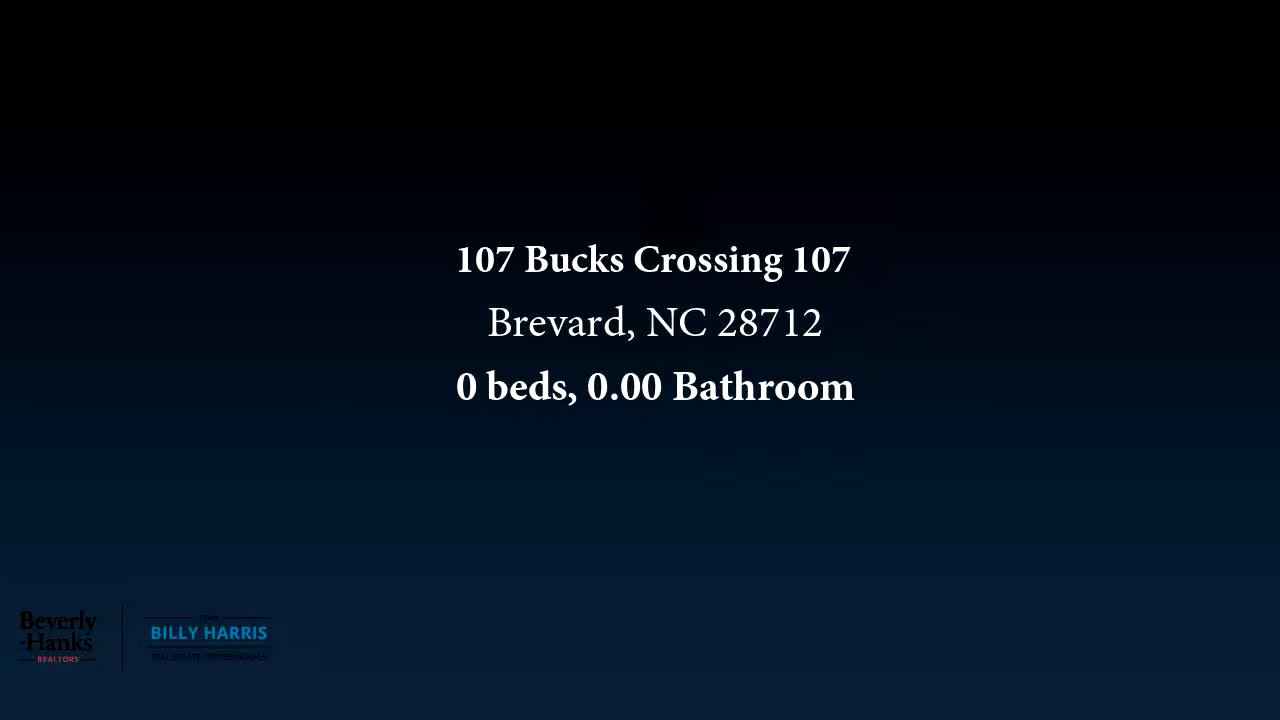 107 Bucks Crossing 107
Brevard, NC 28712
0 beds, 0.00 Bathroom
Beverly
-Hanks
REALTORS
BILLY HARRIS